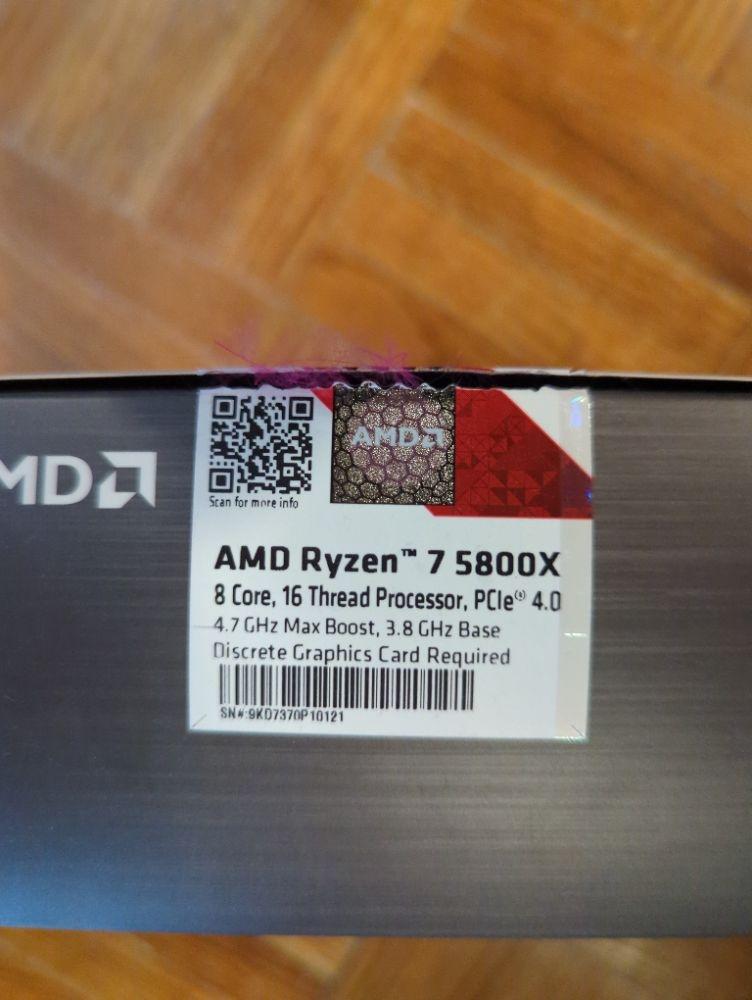 AMD
Scan for more info
AMD
AMD Ryzen™ 7 5800X
8 Core, 16 Thread Processor, PCIe® 4.0
4.7 GHz Max Boost, 3.8 GHz Base
Discrete Graphics Card Required
SN#:9KD7370P10121
MD